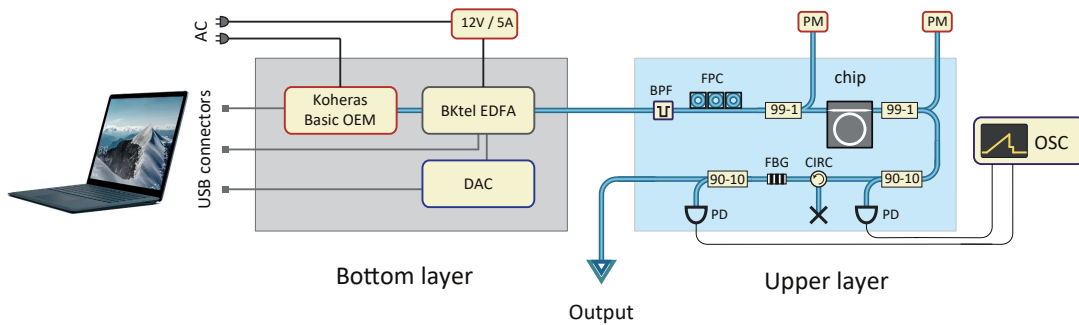 AC
12V / 5A
PM
PM
USB connectors
Koheras
Basic OEM
BKtel EDFA
DAC
BPF
FPC
99-1
chip
99-1
OSC
90-10
FBG
CIRC
90-10
PD
PD
Bottom layer
Upper layer
Output